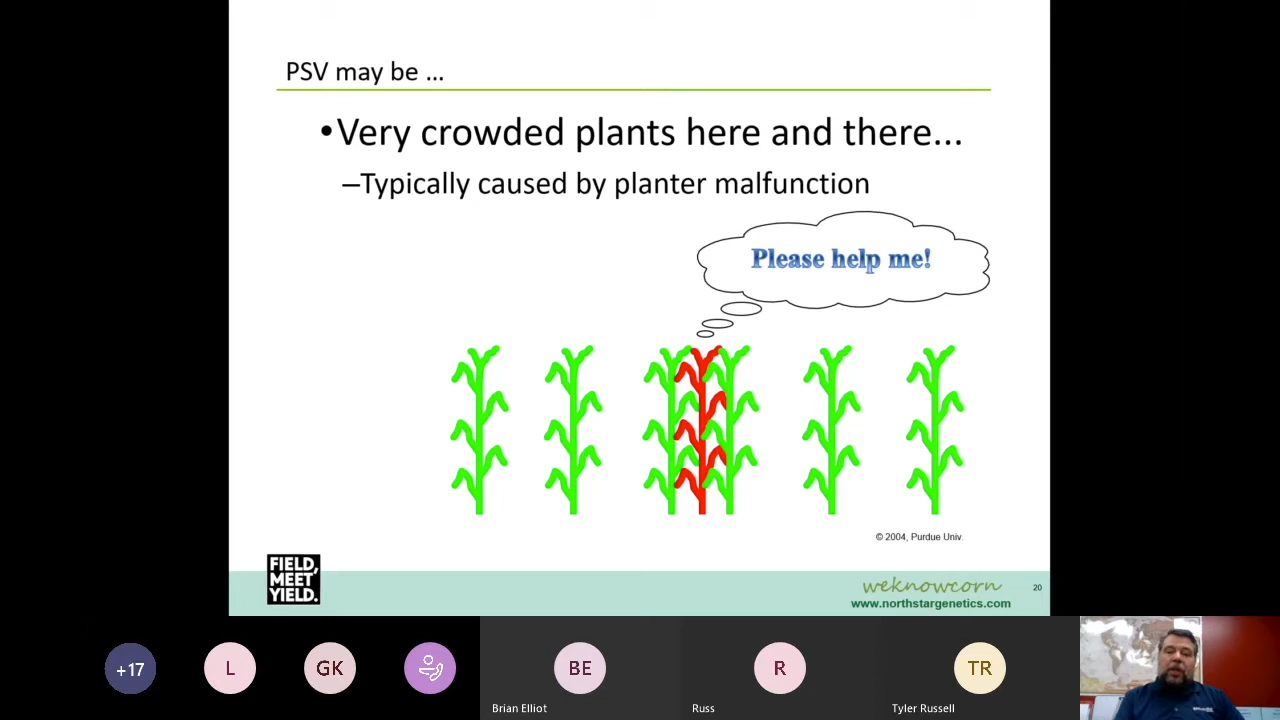 PSV may be ...
•Very crowded plants here and there...
–Typically caused by planter malfunction
Please help me!
© 2004, Purdue Univ.
FIELD,
MEET
YIELD.
weknowcorn
www.northstargenetics.com
20
+17
L
GK
BE
R
TR
Brian Elliot
Russ
Tyler Russell